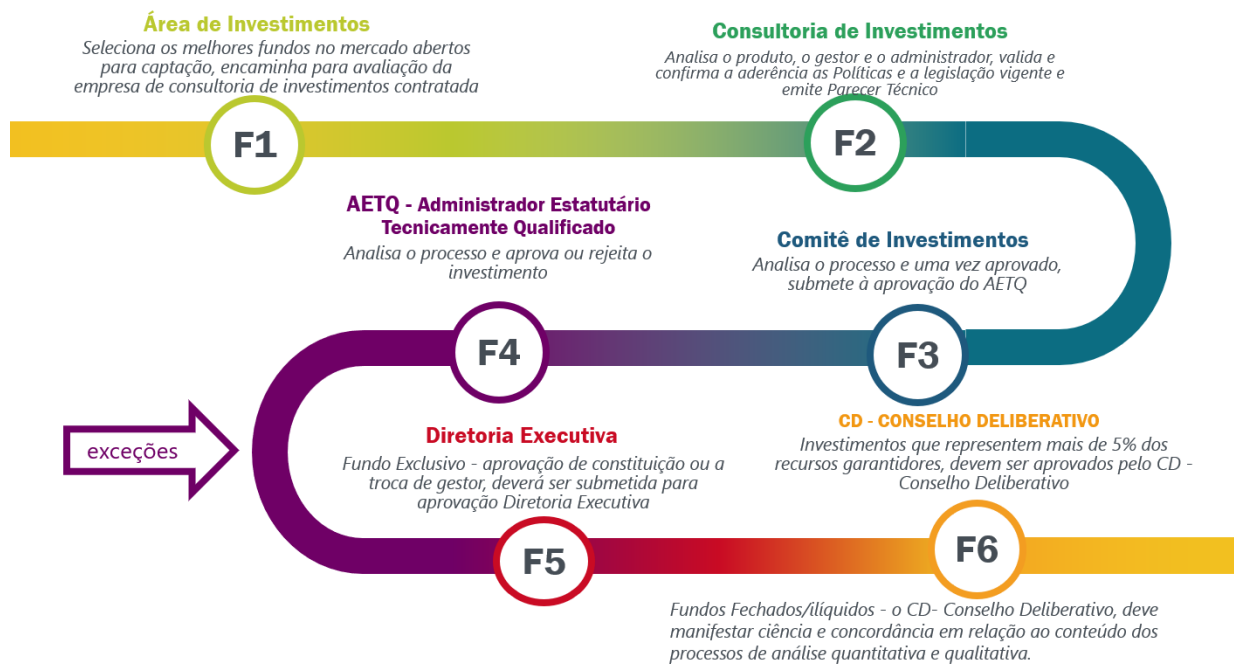 Área de Investimentos
Seleciona os melhores fundos no mercado abertos
para captação, encaminha para avaliação da
empresa de consultoria de investimentos contratada
F1
Consultoria de Investimentos
Analisa o produto, o gestor e o administrador, valida e
confirma a aderência as Políticas e a legislação vigente e
emite Parecer Técnico
F2
Comitê de Investimentos
Analisa o processo e uma vez aprovado,
submete à aprovação do AETQ
F3
AETQ - Administrador Estatutário
Tecnicamente Qualificado
Analisa o processo e aprova ou rejeita o
investimento
F4
exceções
Diretoria Executiva
Fundo Exclusivo - aprovação de constituição ou a
troca de gestor, deverá ser submetida para
aprovação Diretoria Executiva
F5
CD - CONSELHO DELIBERATIVO
Investimentos que representem mais de 5% dos
recursos garantidores, devem ser aprovados pelo CD -
Conselho Deliberativo
F6
Fundos Fechados/ilíquidos - o CD- Conselho Deliberativo, deve
manifestar ciência e concordância em relação ao conteúdo dos
processos de análise quantitativa e qualitativa.